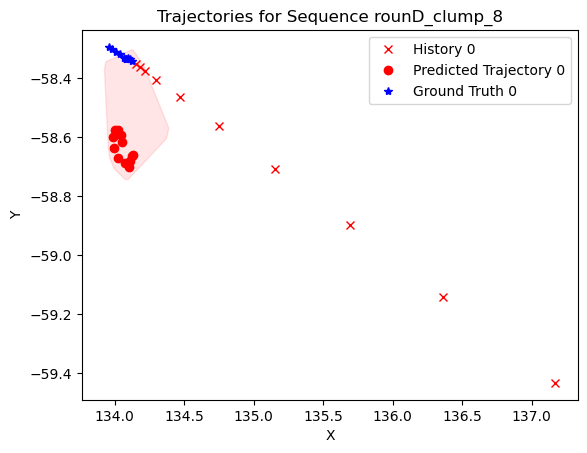 Trajectories for Sequence rounD_clump_8
History 0
Predicted Trajectory 0
Ground Truth 0
Y
−58.4
−58.6
−58.8
−59.0
−59.2
−59.4
134.0 134.5 135.0 135.5 136.0 136.5 137.0
X